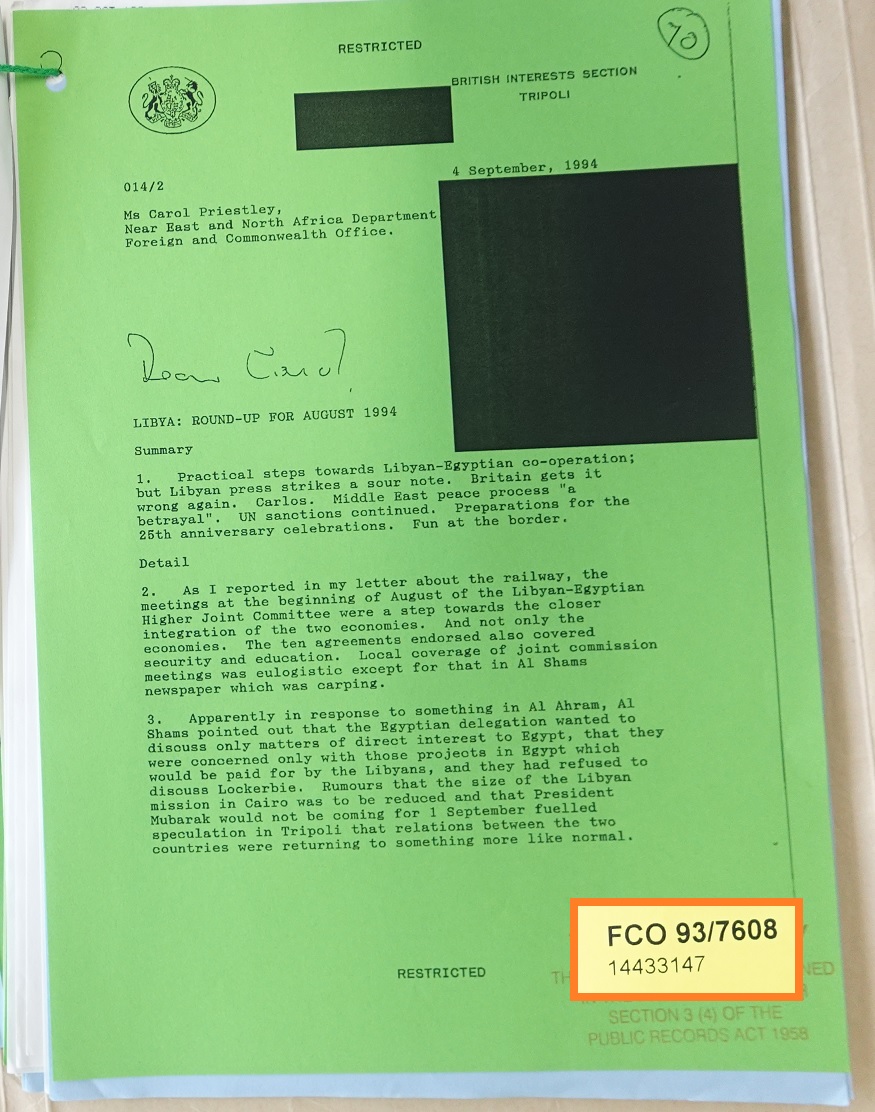 RESTRICTED
70
BRITISH INTERESTS SECTION
TRIPOLI
4 September, 1994
014/2
Ms Carol Priestley,
Near East and North Africa Department
Foreign and Commonwealth Office.
Dear Carol
LIBYA: ROUND-UP FOR AUGUST 1994
Summary
1. Practical steps towards Libyan-Egyptian co-operation;
but Libyan press strikes a sour note. Britain gets it
wrong again. Carlos. Middle East peace process "a
betrayal". UN sanctions continued. Preparations for the
25th anniversary celebrations. Fun at the border.
Detail
2. As I reported in my letter about the railway, the
meetings at the beginning of August of the Libyan-Egyptian
Higher Joint Committee were a step towards the closer
integration of the two economies. And not only the
economies. The ten agreements endorsed also covered
security and education. Local coverage of joint commission
meetings was eulogistic except for that in Al Shams
newspaper which was carping.
3. Apparently in response to something in Al Ahram, Al
Shams pointed out that the Egyptian delegation wanted to
discuss only matters of direct interest to Egypt, that they
were concerned only with those projects in Egypt which
would be paid for by the Libyans, and they had refused to
discuss Lockerbie. Rumours that the size of the Libyan
mission in Cairo was to be reduced and that President
Mubarak would not be coming for 1 September fuelled
speculation in Tripoli that relations between the two
countries were returning to something more like normal.
FCO 93/7608
14433147
RESTRICTED
SECTION 3 (4) OF THE
PUBLIC RECORDS ACT 1958